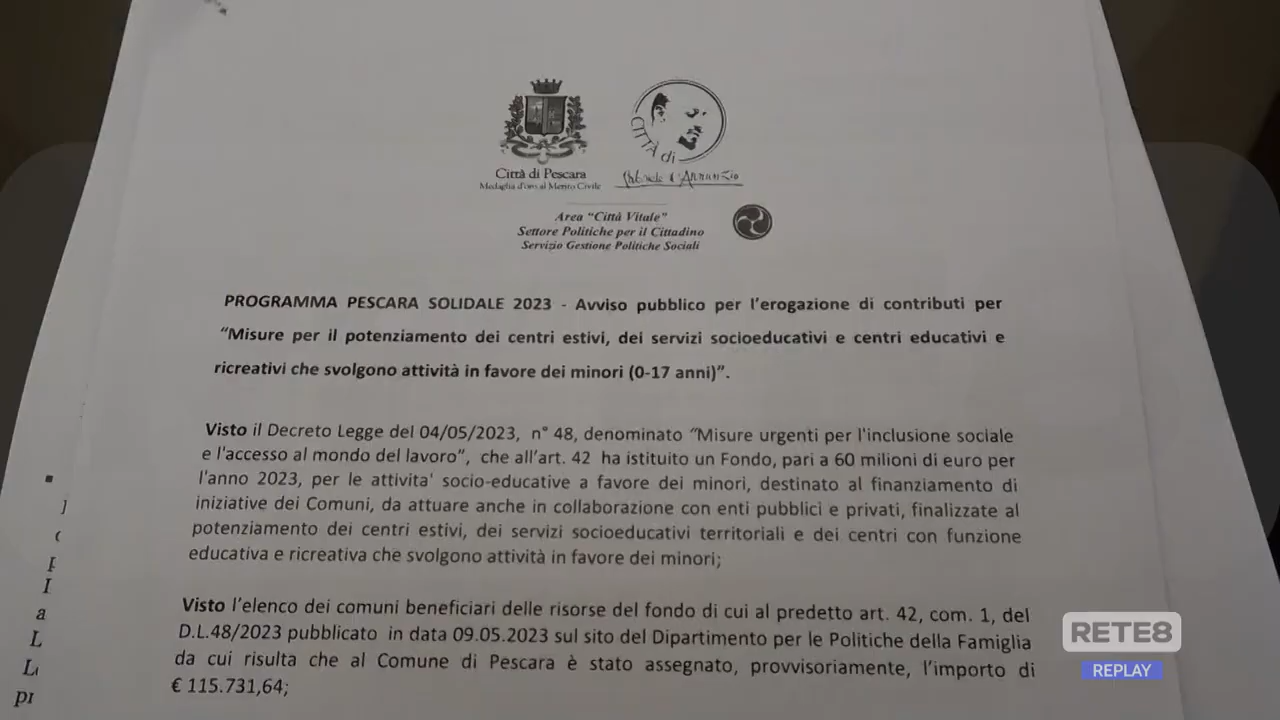 Città di Pescara
Medaglia d'oro al Merito Civile
CITTÀ di
Gabriele d'Annunzio
Area "Città Vitale"
Settore Politiche per il Cittadino
Servizio Gestione Politiche Sociali
PROGRAMMA PESCARA SOLIDALE 2023 - Avviso pubblico per l'erogazione di contributi per
"Misure per il potenziamento dei centri estivi, dei servizi socioeducativi e centri educativi e
ricreativi che svolgono attività in favore dei minori (0-17 anni)".
Visto il Decreto Legge del 04/05/2023, n° 48, denominato "Misure urgenti per l'inclusione sociale
e l'accesso al mondo del lavoro", che all'art. 42 ha istituito un Fondo, pari a 60 milioni di euro per
l'anno 2023, per le attivita' socio-educative a favore dei minori, destinato al finanziamento di
iniziative dei Comuni, da attuare anche in collaborazione con enti pubblici e privati, finalizzate al
potenziamento dei centri estivi, dei servizi socioeducativi territoriali e dei centri con funzione
educativa e ricreativa che svolgono attività in favore dei minori;
Visto l'elenco dei comuni beneficiari delle risorse del fondo di cui al predetto art. 42, com. 1, del
D.L.48/2023 pubblicato in data 09.05.2023 sul sito del Dipartimento per le Politiche della Famiglia
da cui risulta che al Comune di Pescara è stato assegnato, provvisoriamente, l'importo di
€ 115.731,64;
RETE8
REPLAY